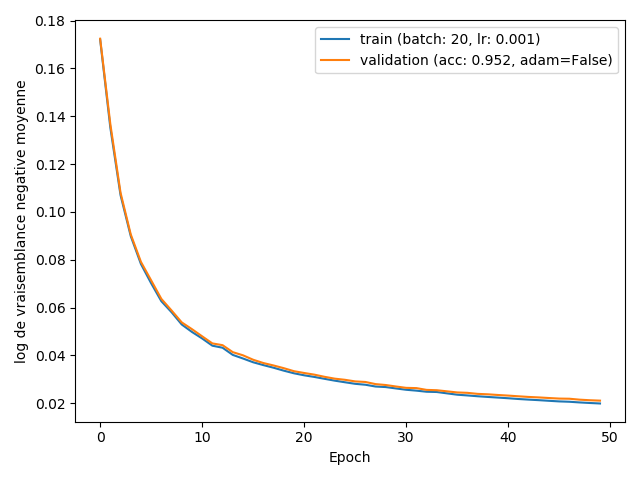 0.18
0.16
0.14
0.12
0.10
0.08
0.06
0.04
0.02
log de vraisemblance negative moyenne
train (batch: 20, lr: 0.001)
validation (acc: 0.952, adam=False)
0 10 20 30 40 50
Epoch